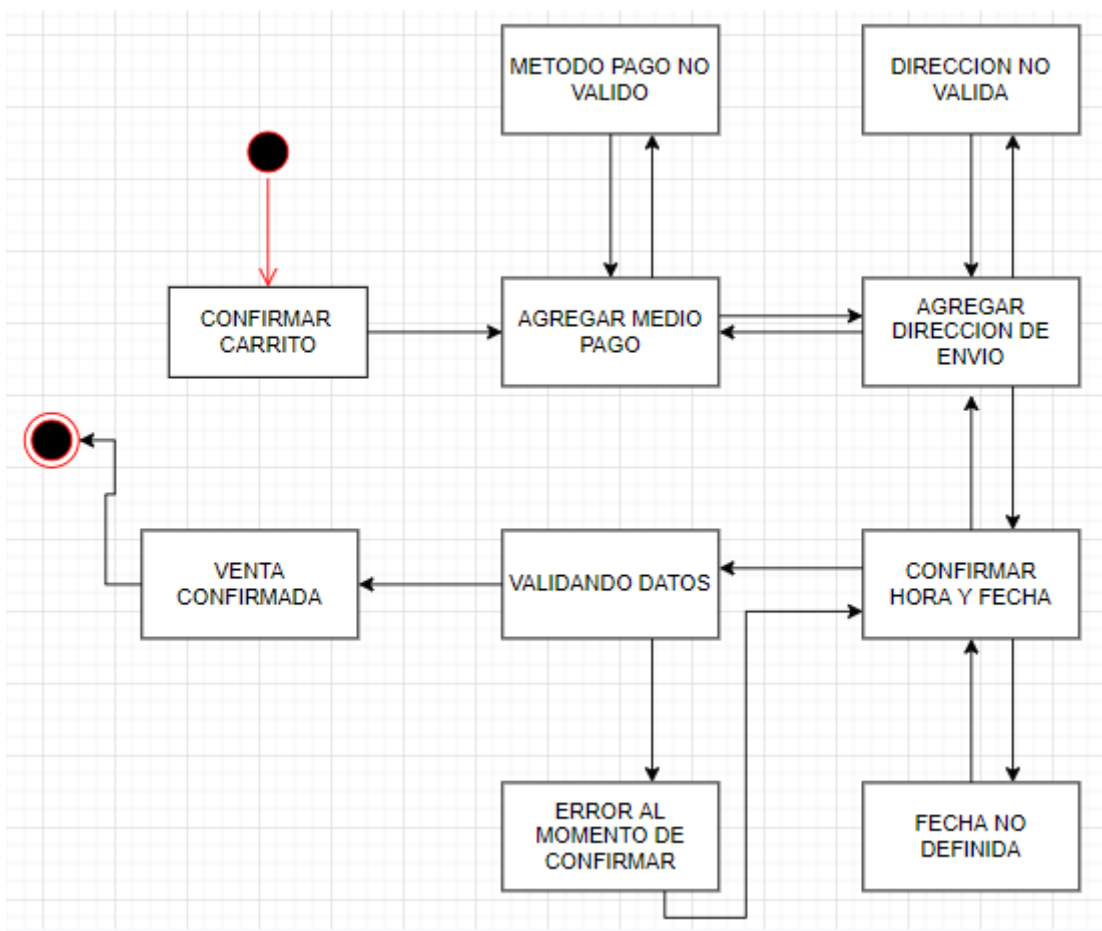 METODO PAGO NO
VALIDO
DIRECCION NO
VALIDA
CONFIRMAR
CARRITO
AGREGAR MEDIO
PAGO
AGREGAR
DIRECCION DE
ENVIO
VENTA
CONFIRMADA
VALIDANDO DATOS
CONFIRMAR
HORA Y FECHA
ERROR AL
MOMENTO DE
CONFIRMAR
FECHA NO
DEFINIDA